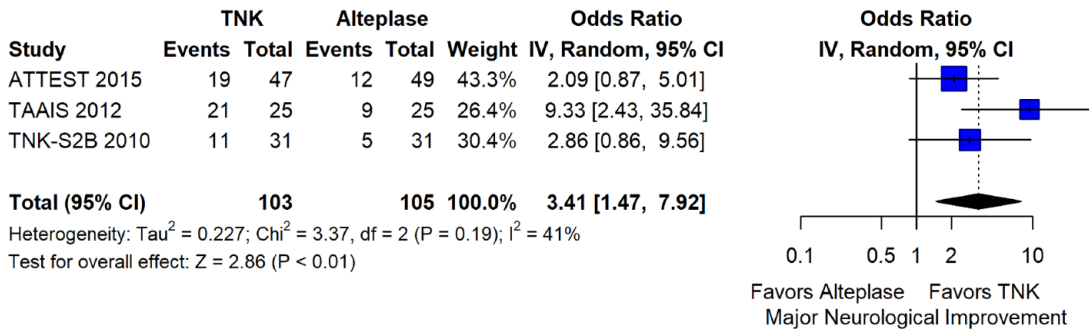 TNK Alteplase Odds Ratio Odds Ratio
Study Events Total Events Total Weight IV, Random, 95% CI IV, Random, 95% CI
ATTEST 2015 19 47 12 49 43.3% 2.09 [0.87, 5.01]
TAAIS 2012 21 25 9 25 26.4% 9.33 [2.43, 35.84]
TNK-S2B 2010 11 31 5 31 30.4% 2.86 [0.86, 9.56]
Total (95% CI) 103 105 100.0% 3.41 [1.47, 7.92]
Heterogeneity: Tau² = 0.227; Chi² = 3.37, df = 2 (P = 0.19); I² = 41%
Test for overall effect: Z = 2.86 (P < 0.01)
0.1 0.5 1 2 10
Favors Alteplase Favors TNK
Major Neurological Improvement